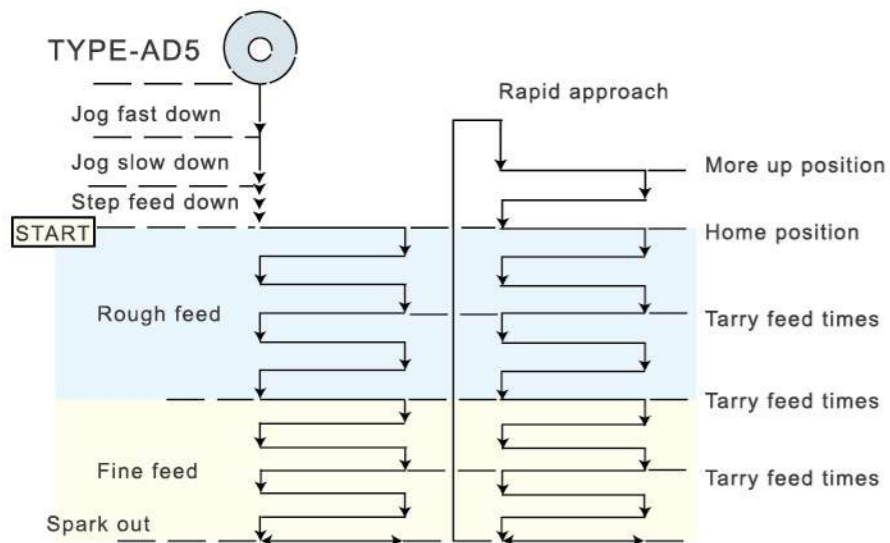 TYPE-AD5
Jog fast down
Jog slow down
Step feed down
START
Rough feed
Fine feed
Spark out
Rapid approach
More up position
Home position
Tarry feed times
Tarry feed times
Tarry feed times